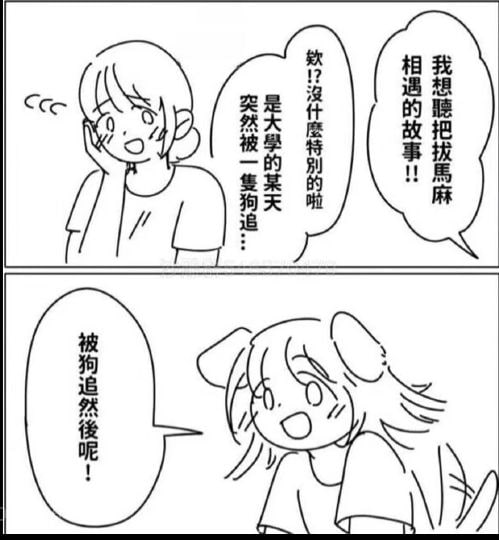 我想聽把拔馬麻
相遇的故事!!
欸!?沒什麼特別的啦
是大學的某天
突然被一隻狗追…
被狗追然後呢!